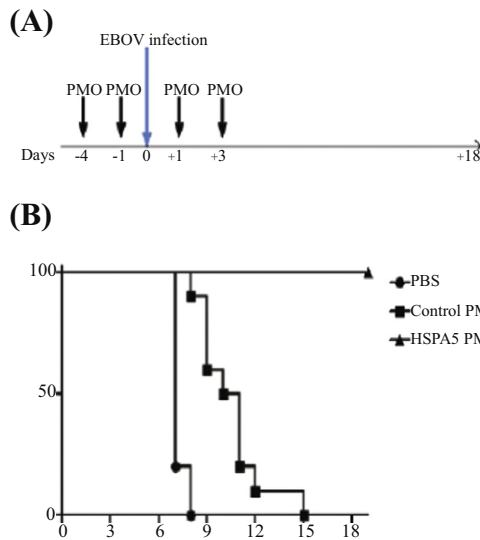 (A)
EBOV infection
PMO PMO PMO PMO
Days -4 -1 0 +1 +3 +18
(B)
100
50
0
PBS
Control PM
HSPA5 PM
0 3 6 9 12 15 18